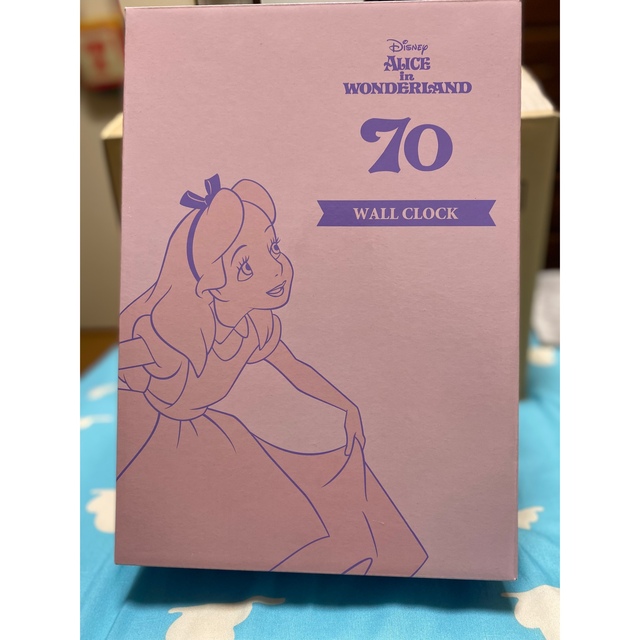 Disney
ALICE
in
WONDERLAND
70
WALL CLOCK